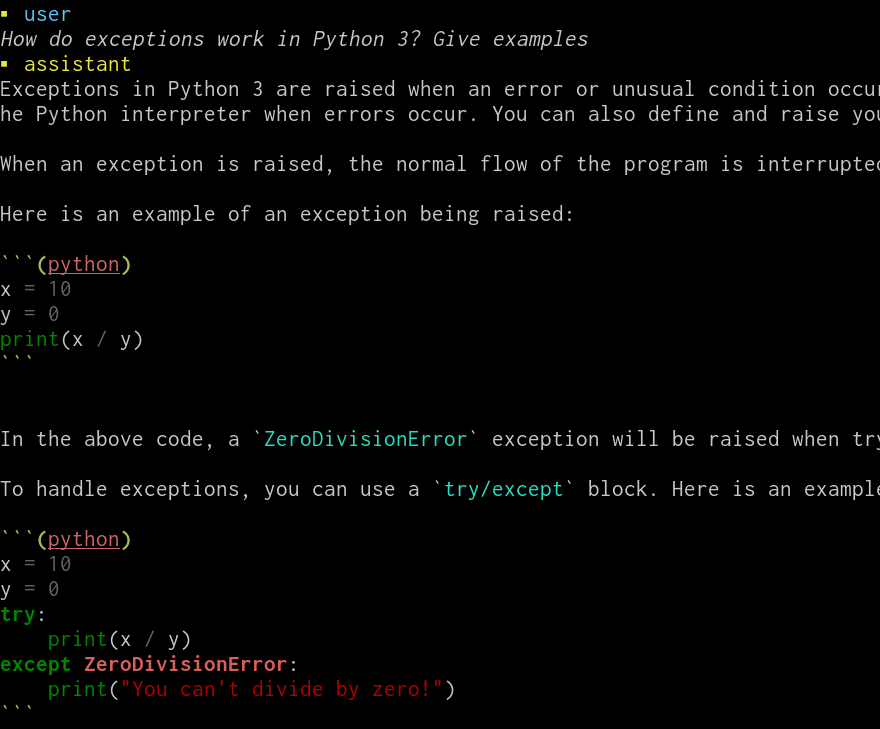 ▪ user
How do exceptions work in Python 3? Give examples
▪ assistant
Exceptions in Python 3 are raised when an error or unusual condition occur
he Python interpreter when errors occur. You can also define and raise you
When an exception is raised, the normal flow of the program is interrupted
Here is an example of an exception being raised:
```(python)
x = 10
y = 0
print(x / y)
```
In the above code, a `ZeroDivisionError` exception will be raised when try
To handle exceptions, you can use a `try/except` block. Here is an example
```(python)
x = 10
y = 0
try:
    print(x / y)
except ZeroDivisionError:
    print("You can't divide by zero!")
```